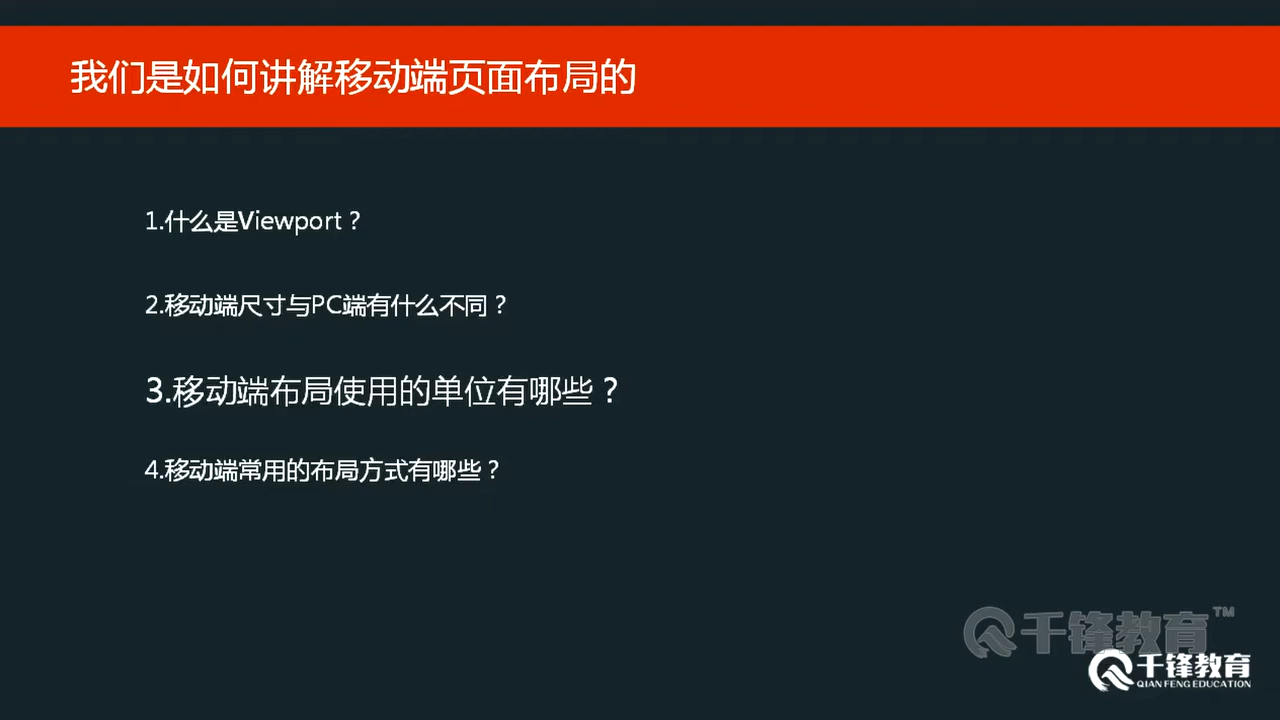 我们是如何讲解移动端页面布局的
1.什么是Viewport？
2.移动端尺寸与PC端有什么不同？
3.移动端布局使用的单位有哪些？
4.移动端常用的布局方式有哪些？
千锋教育™
千锋教育
QIAN FENG EDUCATION